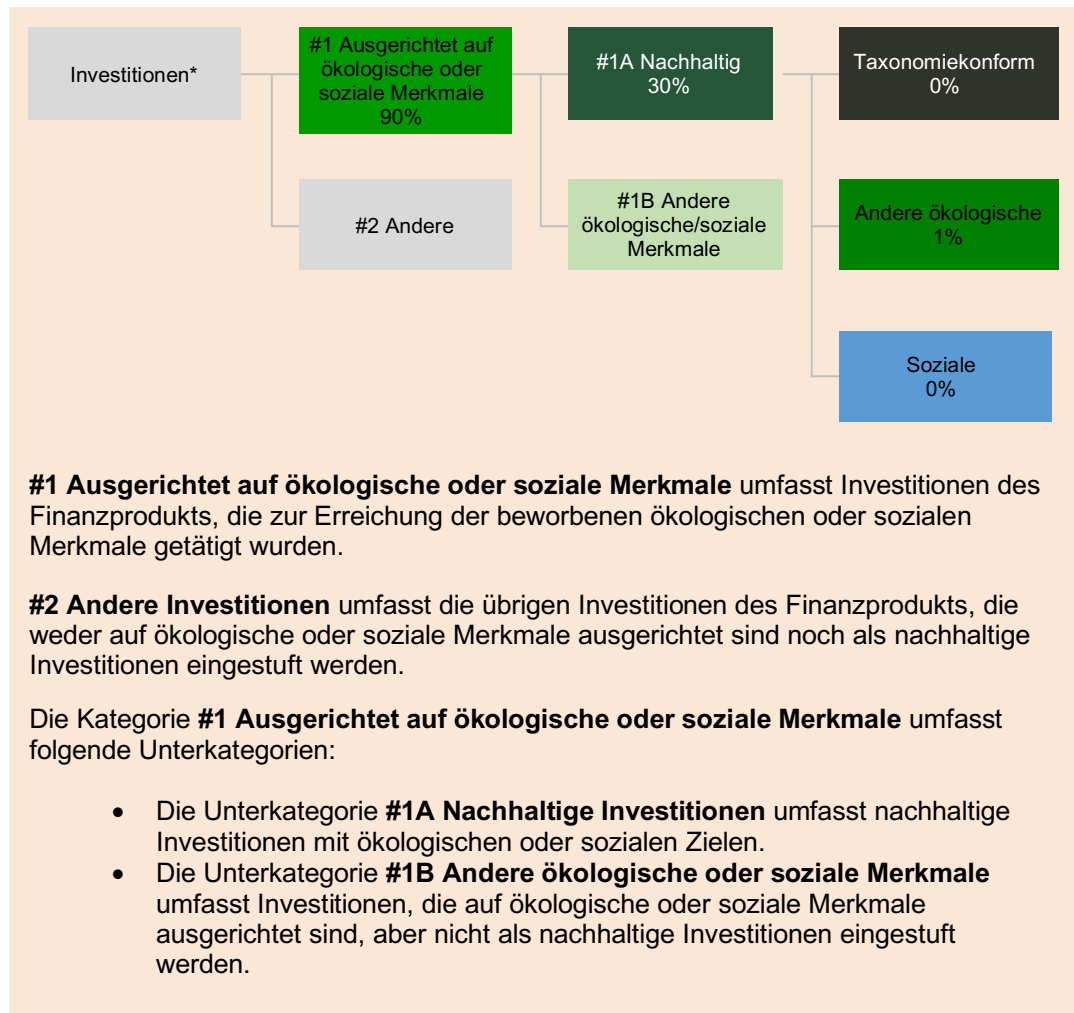 Investitionen*
#1 Ausgerichtet auf
ökologische oder
soziale Merkmale
90%
#1A Nachhaltig
30%
Taxonomiekonform
0%
#2 Andere
#1B Andere
ökologische/soziale
Merkmale
Andere ökologische
1%
Soziale
0%
#1 Ausgerichtet auf ökologische oder soziale Merkmale umfasst Investitionen des
Finanzprodukts, die zur Erreichung der beworbenen ökologischen oder sozialen
Merkmale getätigt wurden.
#2 Andere Investitionen umfasst die übrigen Investitionen des Finanzprodukts, die
weder auf ökologische oder soziale Merkmale ausgerichtet sind noch als nachhaltige
Investitionen eingestuft werden.
Die Kategorie #1 Ausgerichtet auf ökologische oder soziale Merkmale umfasst
folgende Unterkategorien:
• Die Unterkategorie #1A Nachhaltige Investitionen umfasst nachhaltige
Investitionen mit ökologischen oder sozialen Zielen.
• Die Unterkategorie #1B Andere ökologische oder soziale Merkmale
umfasst Investitionen, die auf ökologische oder soziale Merkmale
ausgerichtet sind, aber nicht als nachhaltige Investitionen eingestuft
werden.